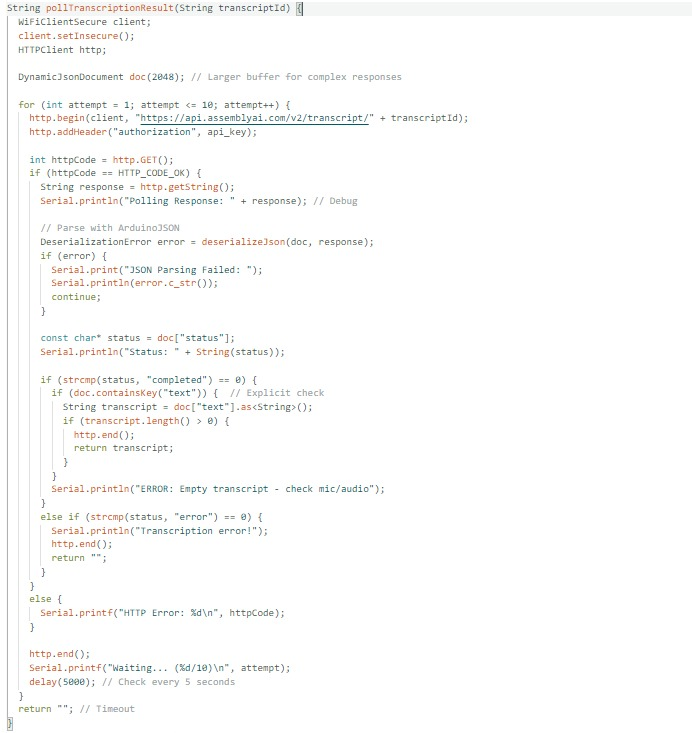 String pollTranscriptionResult(String transcriptId) {
  WiFiClientSecure client;
  client.setInsecure();
  HTTPClient http;

  DynamicJsonDocument doc(2048); // Larger buffer for complex responses

  for (int attempt = 1; attempt <= 10; attempt++) {
    http.begin(client, "https://api.assemblyai.com/v2/transcript/" + transcriptId);
    http.addHeader("authorization", api_key);

    int httpCode = http.GET();
    if (httpCode == HTTP_CODE_OK) {
      String response = http.getString();
      Serial.println("Polling Response: " + response); // Debug

      // Parse with ArduinoJSON
      DeserializationError error = deserializeJson(doc, response);
      if (error) {
        Serial.print("JSON Parsing Failed: ");
        Serial.println(error.c_str());
        continue;
      }

      const char* status = doc["status"];
      Serial.println("Status: " + String(status));

      if (strcmp(status, "completed") == 0) {
        if (doc.containsKey("text")) {  // Explicit check
          String transcript = doc["text"].as<String>();
          if (transcript.length() > 0) {
            http.end();
            return transcript;
          }
        }
        Serial.println("ERROR: Empty transcript - check mic/audio");
      }
      else if (strcmp(status, "error") == 0) {
        Serial.println("Transcription error!");
        http.end();
        return "";
      }
    }
    else {
      Serial.printf("HTTP Error: %d\n", httpCode);
    }

    http.end();
    Serial.printf("Waiting... (%d/10)\n", attempt);
    delay(5000); // Check every 5 seconds
  }
  return ""; // Timeout
}